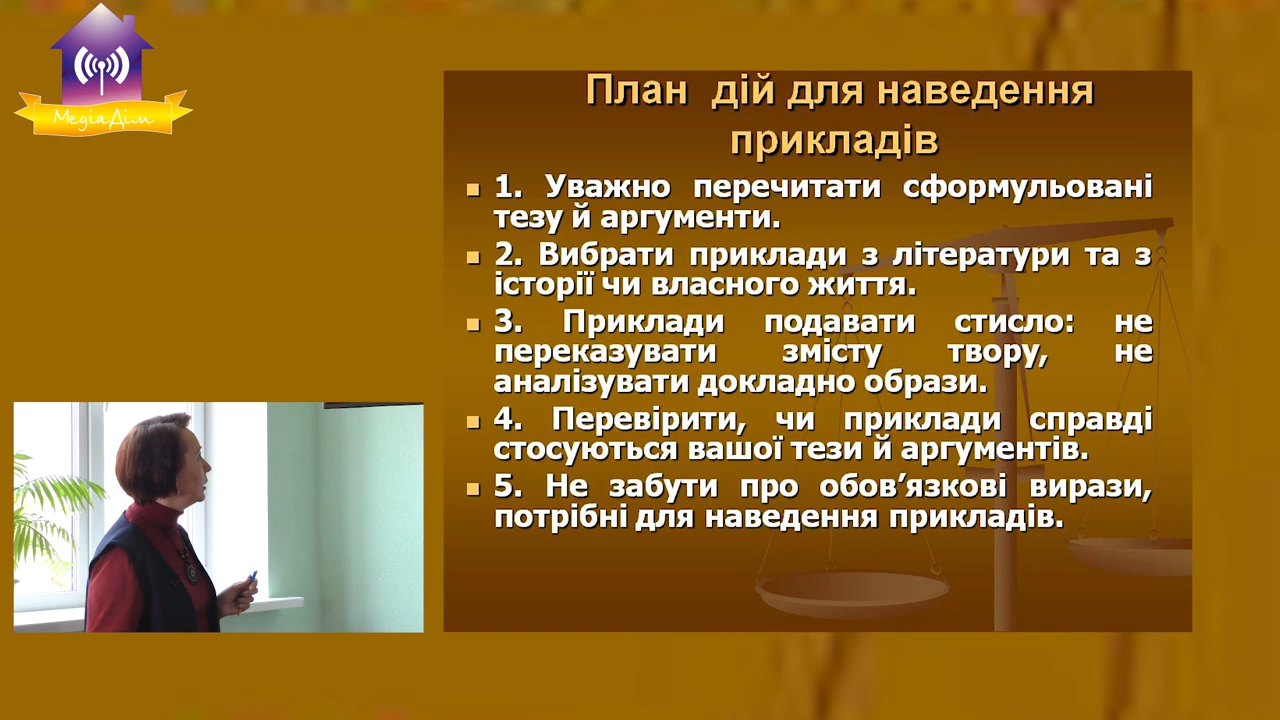 МедіаДім
План дій для наведення
прикладів
1. Уважно перечитати сформульовані
тезу й аргументи.
2. Вибрати приклади з літератури та з
історії чи власного життя.
3. Приклади подавати стисло: не
переказувати змісту твору, не
аналізувати докладно образи.
4. Перевірити, чи приклади справді
стосуються вашої тези й аргументів.
5. Не забути про обов’язкові вирази,
потрібні для наведення прикладів.